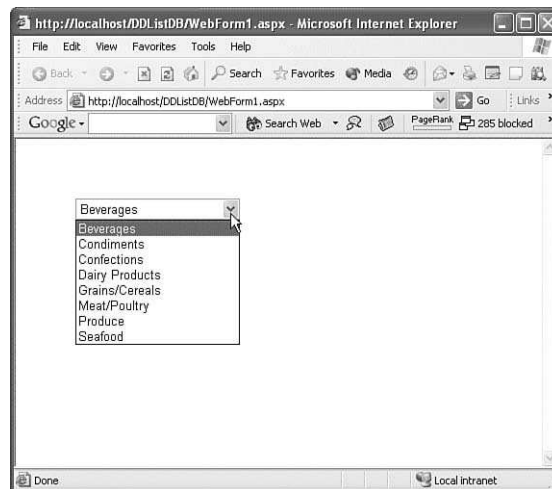 http://localhost/DDListDB/WebForm1.aspx - Microsoft Internet Explorer
File Edit View Favorites Tools Help
Back Search Favorites Media
Address http://localhost/DDListDB/WebForm1.aspx Go Links »
Google Search Web PageRank 285 blocked »
Beverages
Beverages
Condiments
Confections
Dairy Products
Grains/Cereals
Meat/Poultry
Produce
Seafood
Done Local intranet